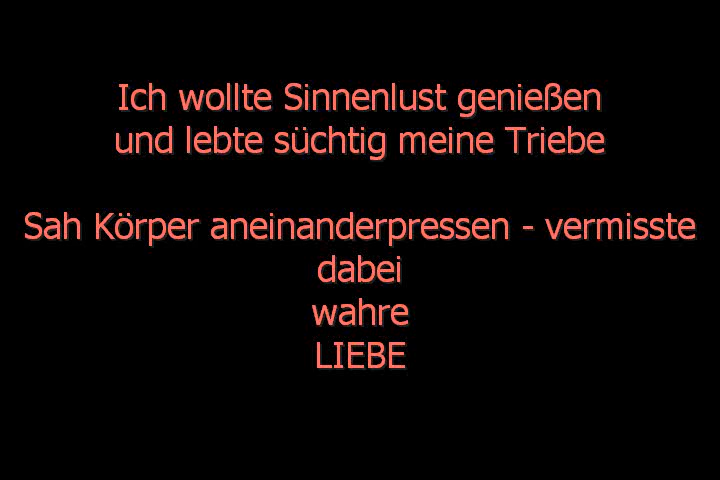 Ich wollte Sinnenlust genießen
und lebte süchtig meine Triebe
Sah Körper aneinanderpressen - vermisste
dabei
wahre
LIEBE